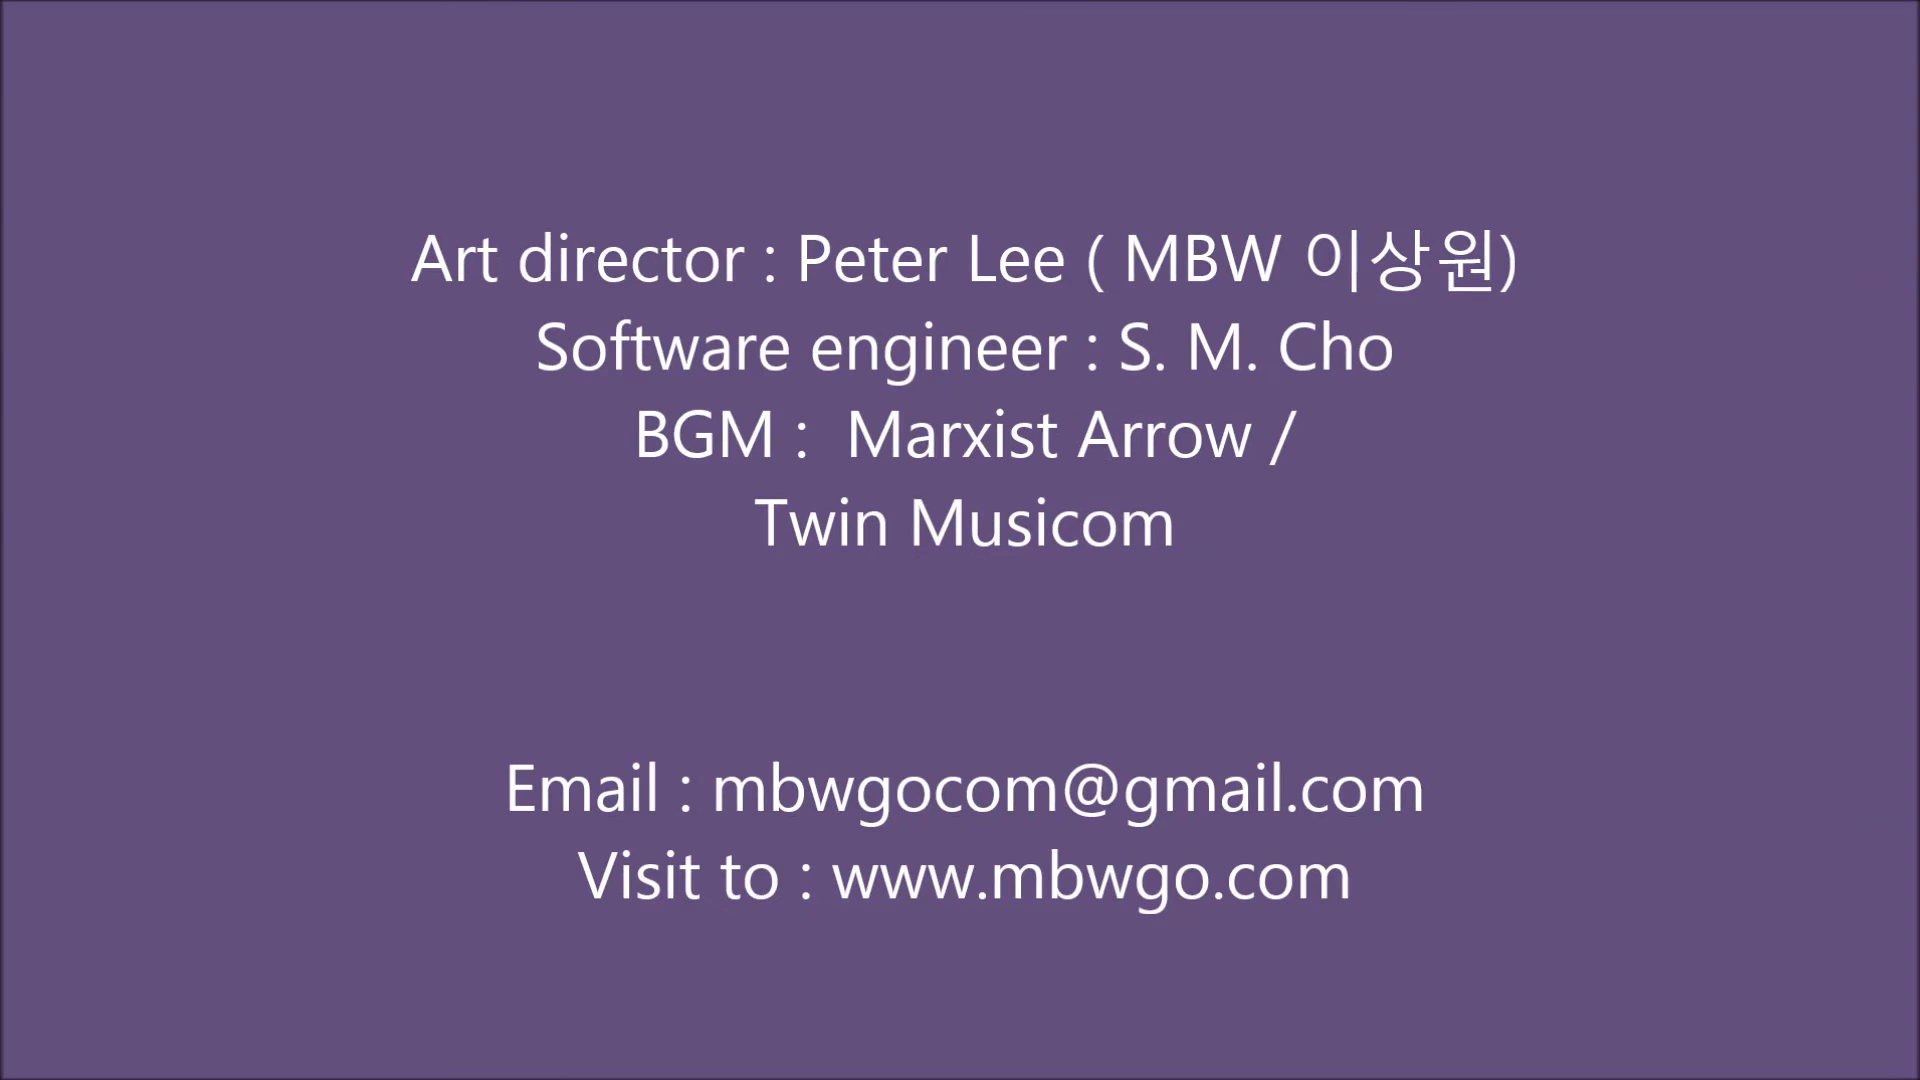 Art director : Peter Lee ( MBW 이상원)
Software engineer : S. M. Cho
BGM :  Marxist Arrow /
Twin Musicom
Email : mbwgocom@gmail.com
Visit to : www.mbwgo.com